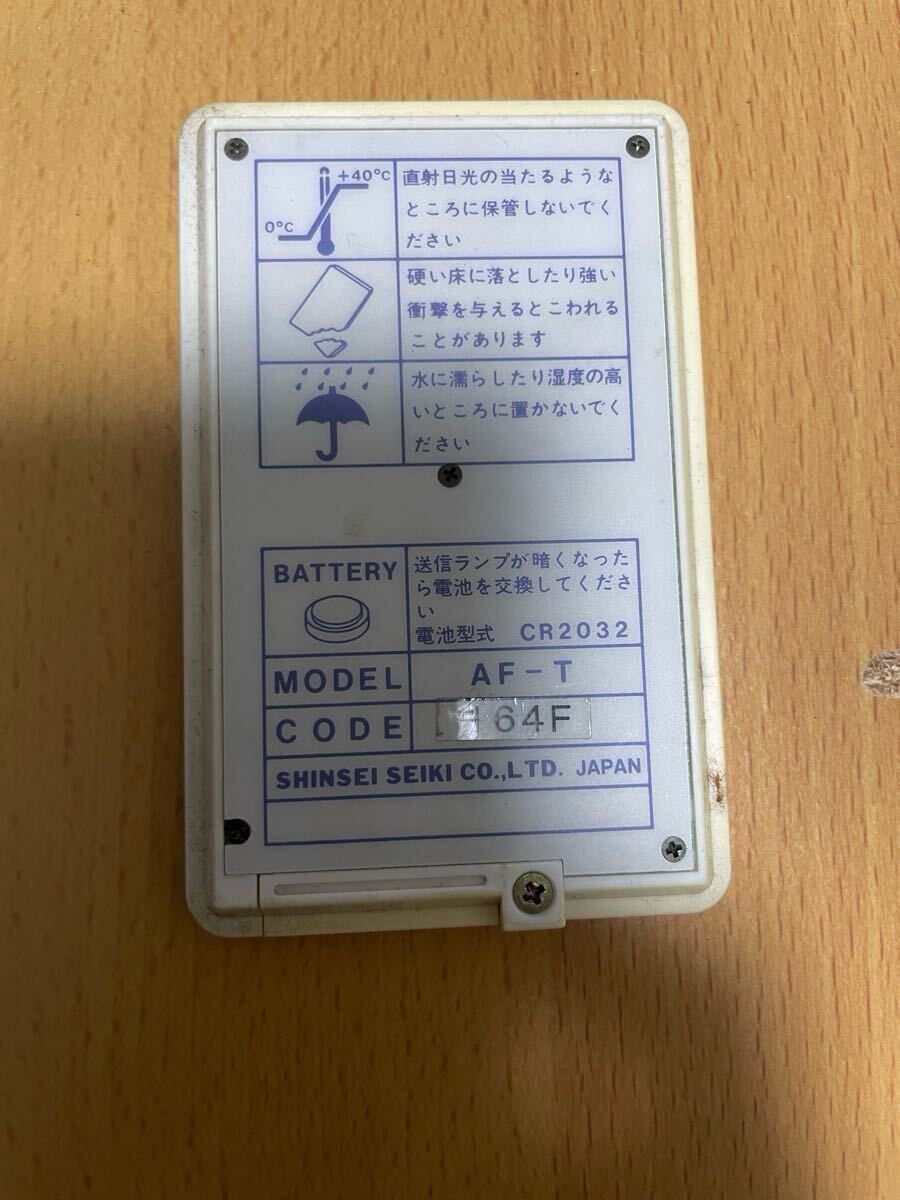 +40°C
0°C
直射日光の当たるような
ところに保管しないでく
ださい
硬い床に落としたり強い
衝撃を与えるとこわれる
ことがあります
水に濡らしたり湿度の高
いところに置かないでく
ださい
BATTERY
送信ランプが暗くなった
ら電池を交換してくださ
い
電池型式 CR2032
MODEL
AF-T
CODE
64F
SHINSEI SEIKI CO.,LTD. JAPAN